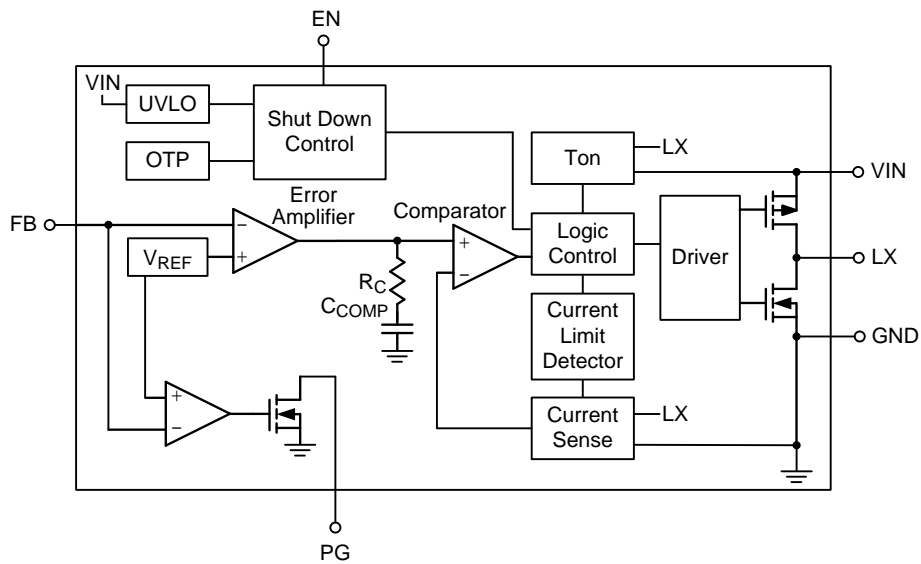 EN
VIN
UVLO
Shut Down
Control
OTP
Ton
LX
VIN
Error
Amplifier
Comparator
FB
−
+
VREF
+
−
Logic
Control
Driver
LX
RC
CCOMP
Current
Limit
Detector
GND
+
−
Current
Sense
LX
PG